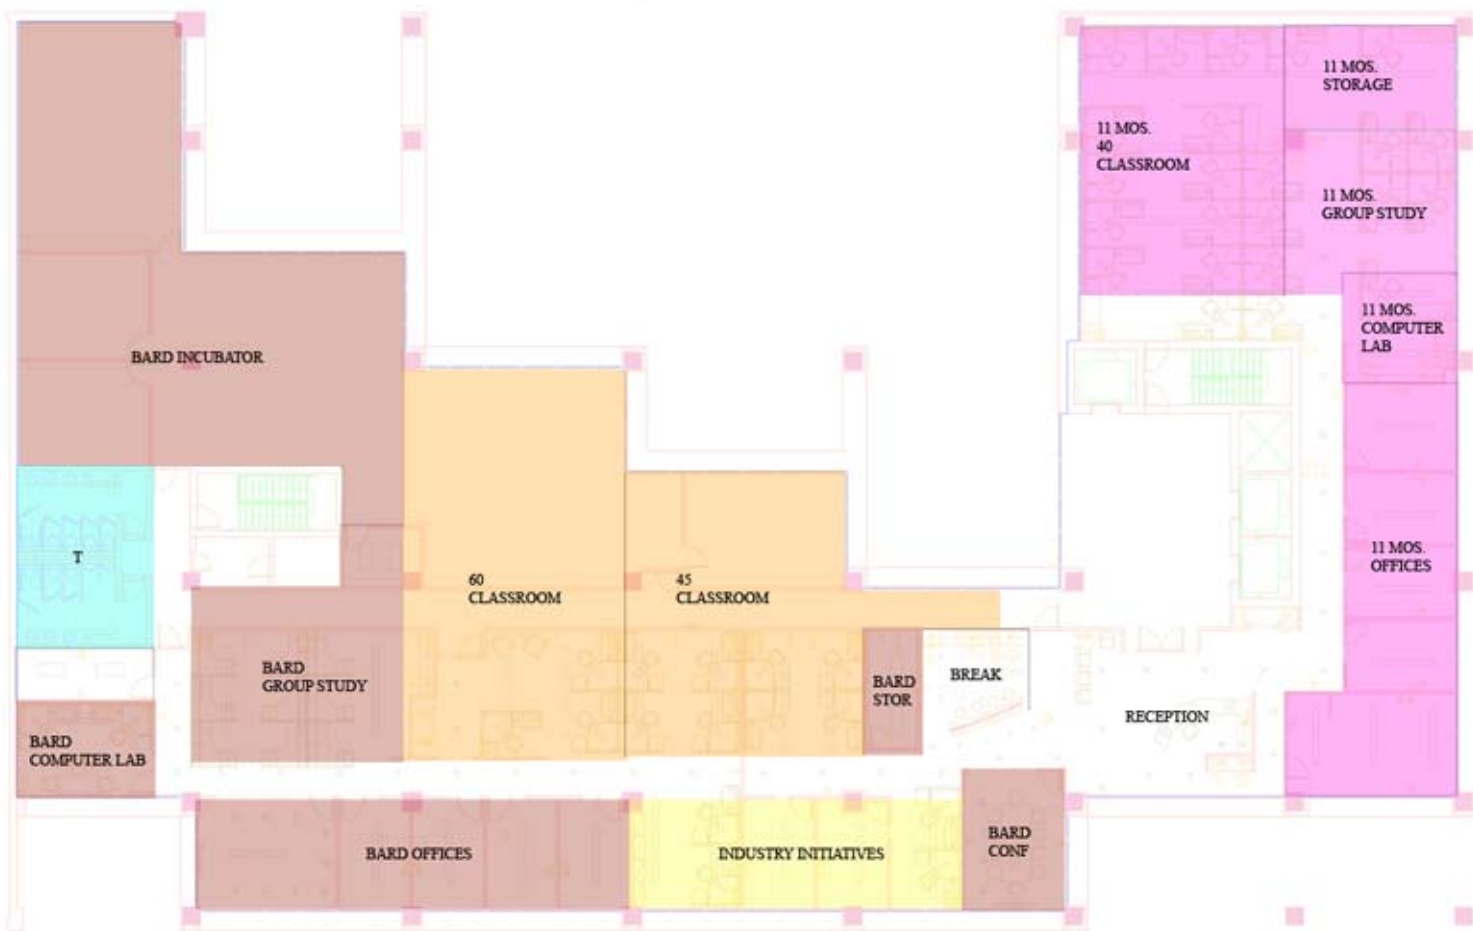 11 MOS.
STORAGE
11 MOS.
40
CLASSROOM
11 MOS.
GROUP STUDY
11 MOS.
COMPUTER
LAB
BARD INCUBATOR
T
60
CLASSROOM
45
CLASSROOM
11 MOS.
OFFICES
BARD
GROUP STUDY
BARD
STOR
BREAK
RECEPTION
BARD
COMPUTER LAB
BARD OFFICES
INDUSTRY INITIATIVES
BARD
CONF